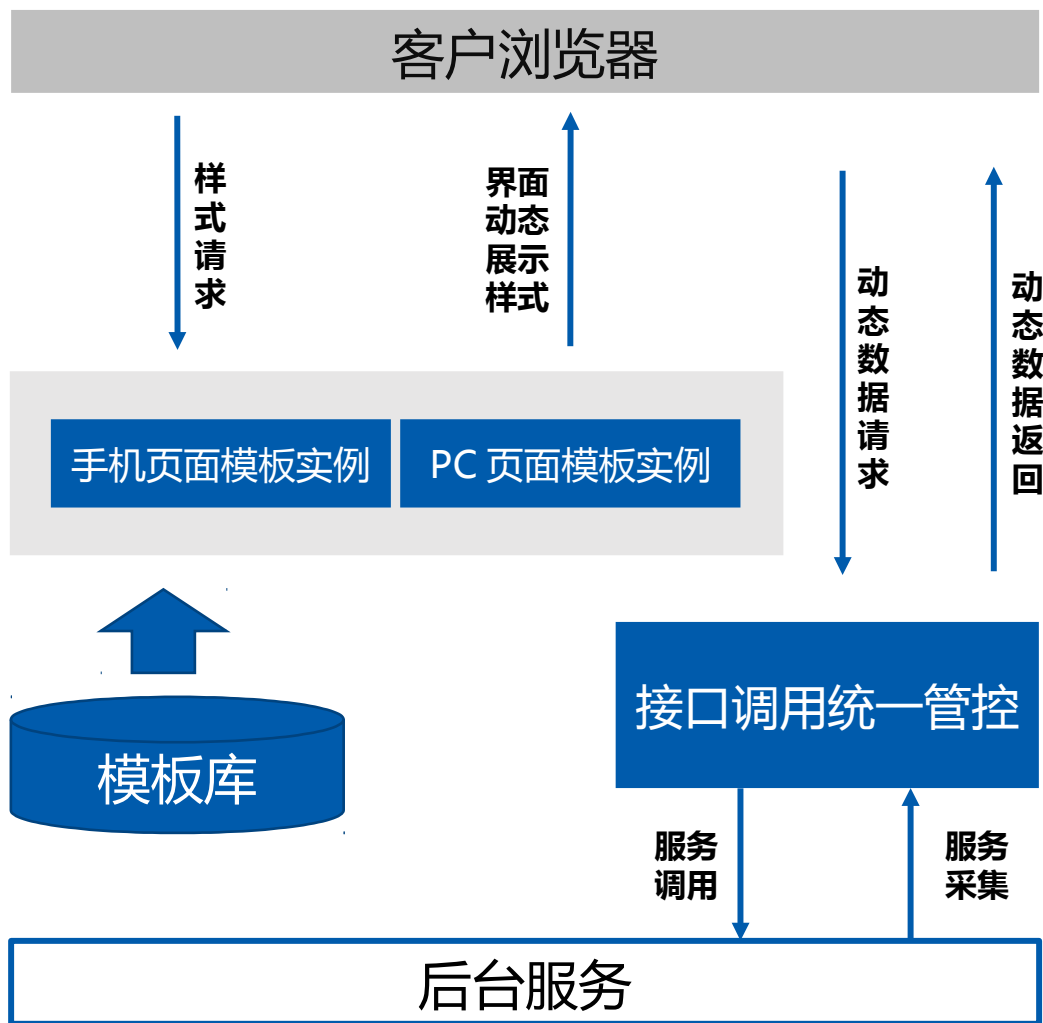 客户浏览器
样式请求
界面
动态
展示
样式
动态数据请求
动态数据返回
手机页面模板实例
PC 页面模板实例
接口调用统一管控
模板库
服务
调用
服务
采集
后台服务